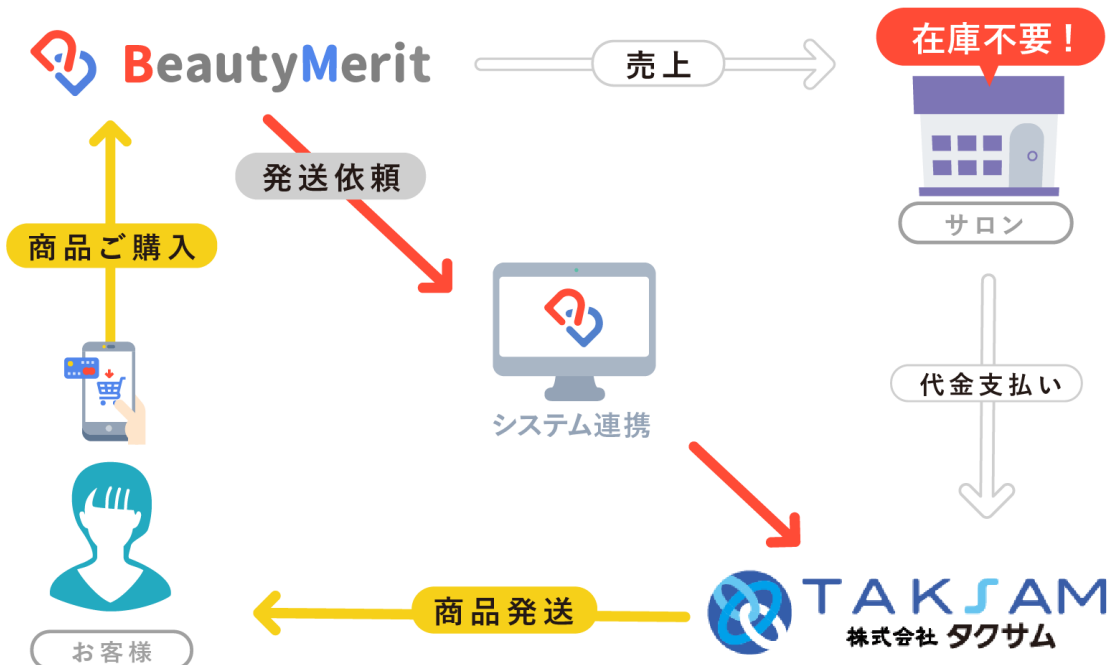 BeautyMerit
売上
在庫不要！
発送依頼
サロン
商品ご購入
システム連携
代金支払い
商品発送
TAKSAM
株式会社 タクサム
お客様